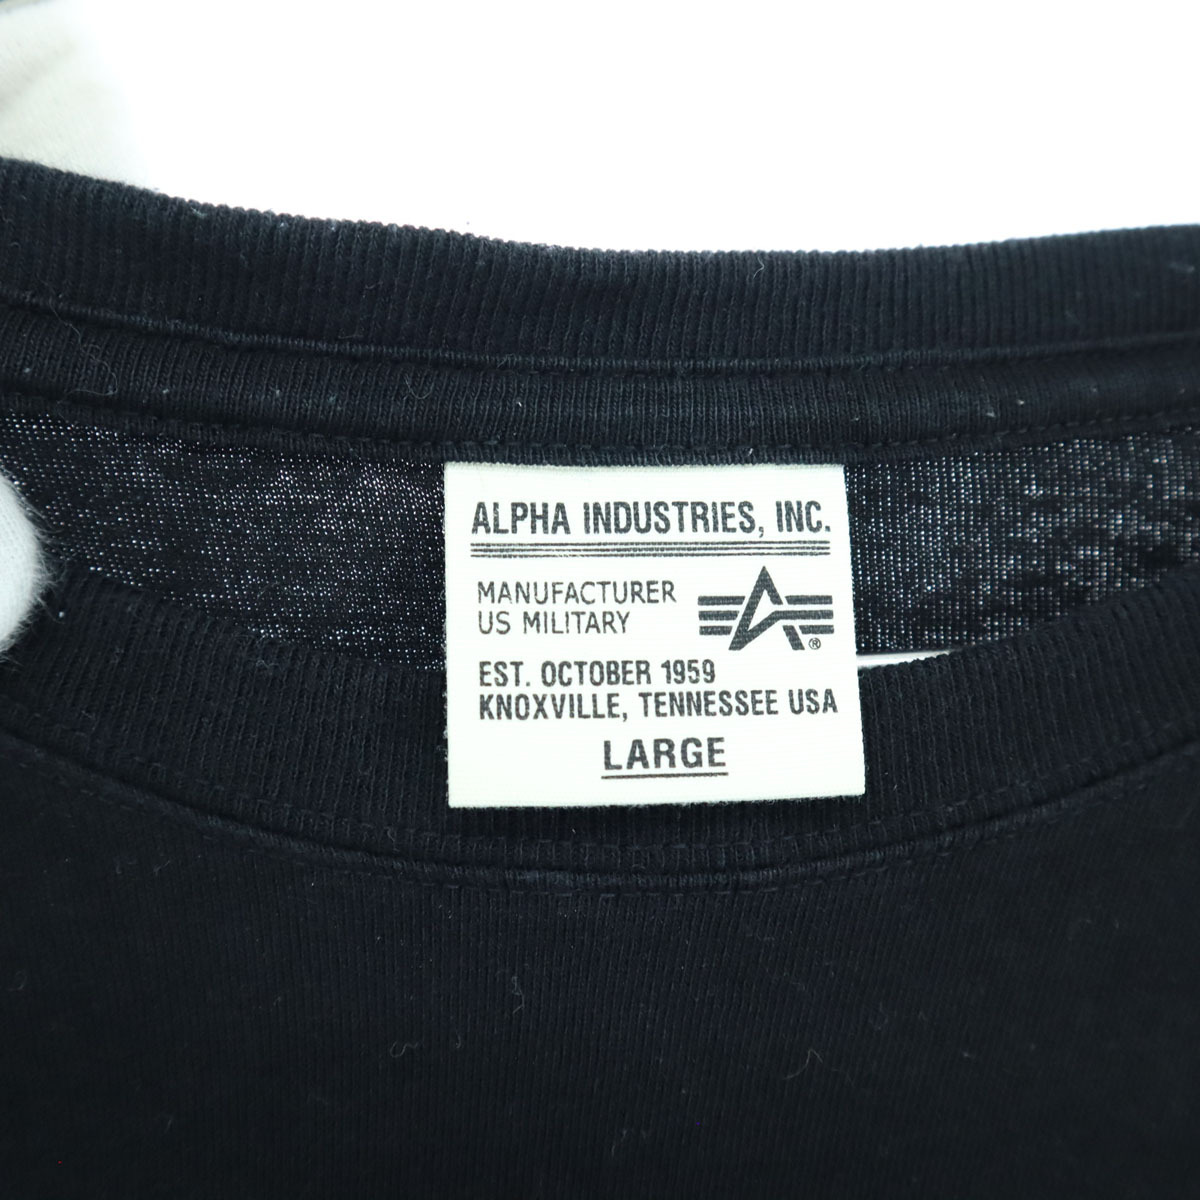 ALPHA INDUSTRIES, INC.
MANUFACTURER
US MILITARY
®
EST. OCTOBER 1959
KNOXVILLE, TENNESSEE USA
LARGE